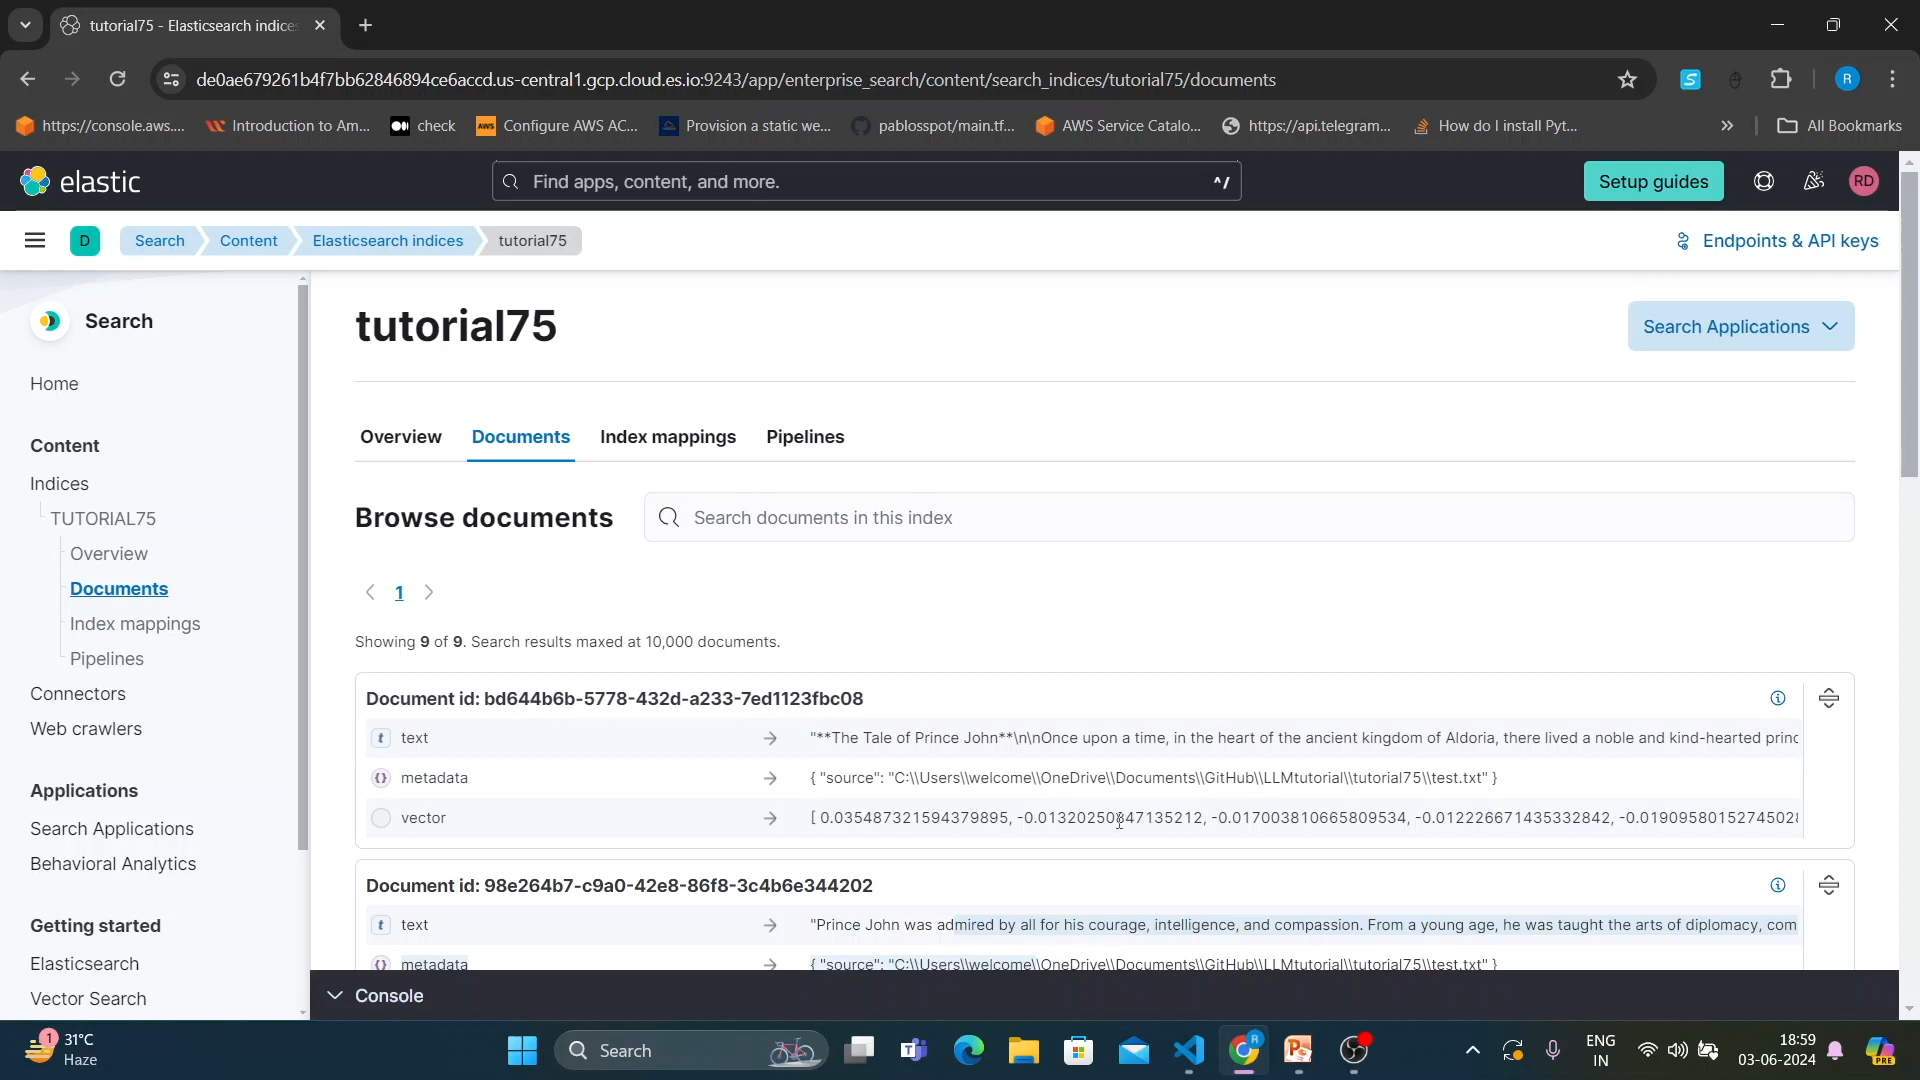 tutorial75 - Elasticsearch indices
de0ae679261b4f7bb62846894ce6accd.us-central1.gcp.cloud.es.io:9243/app/enterprise_search/content/search_indices/tutorial75/documents
R
https://console.aws.... Introduction to Am... check Configure AWS AC... Provision a static we... pablosspot/main.tf... AWS Service Catalo... https://api.telegram... How do I install Pyt... All Bookmarks
elastic
Find apps, content, and more. ^/
Setup guides
RD
D Search Content Elasticsearch indices tutorial75
Endpoints & API keys
Search
Home
Content
Indices
TUTORIAL75
Overview
Documents
Index mappings
Pipelines
Connectors
Web crawlers
Applications
Search Applications
Behavioral Analytics
Getting started
Elasticsearch
Vector Search
tutorial75
Search Applications
Overview Documents Index mappings Pipelines
Browse documents
Search documents in this index
1
Showing 9 of 9. Search results maxed at 10,000 documents.
Document id: bd644b6b-5778-432d-a233-7ed1123fbc08
t text "**The Tale of Prince John**\n\nOnce upon a time, in the heart of the ancient kingdom of Aldoria, there lived a noble and kind-hearted princ
{} metadata { "source": "C:\\Users\\welcome\\OneDrive\\Documents\\GitHub\\LLMtutorial\\tutorial75\\test.txt" }
vector [ 0.035487321594379895, -0.01320250847135212, -0.017003810665809534, -0.012226671435332842, -0.019095801527450280
Document id: 98e264b7-c9a0-42e8-86f8-3c4b6e344202
t text "Prince John was admired by all for his courage, intelligence, and compassion. From a young age, he was taught the arts of diplomacy, com
{} metadata { "source": "C:\\Users\\welcome\\OneDrive\\Documents\\GitHub\\LLMtutorial\\tutorial75\\test.txt" }
Console
1
31°C
Haze
Search
ENG
IN
18:59
03-06-2024
PRE